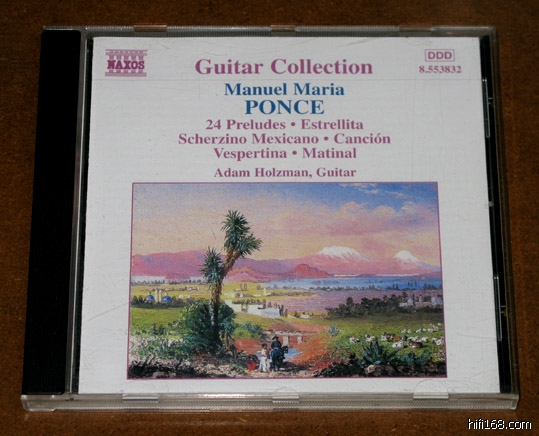 NAXOS
DDD
8.553832
Guitar Collection
Manuel Maria
PONCE
24 Preludes • Estrellita
Scherzino Mexicano • Canción
Vespertina • Matinal
Adam Holzman, Guitar
hifi168.com